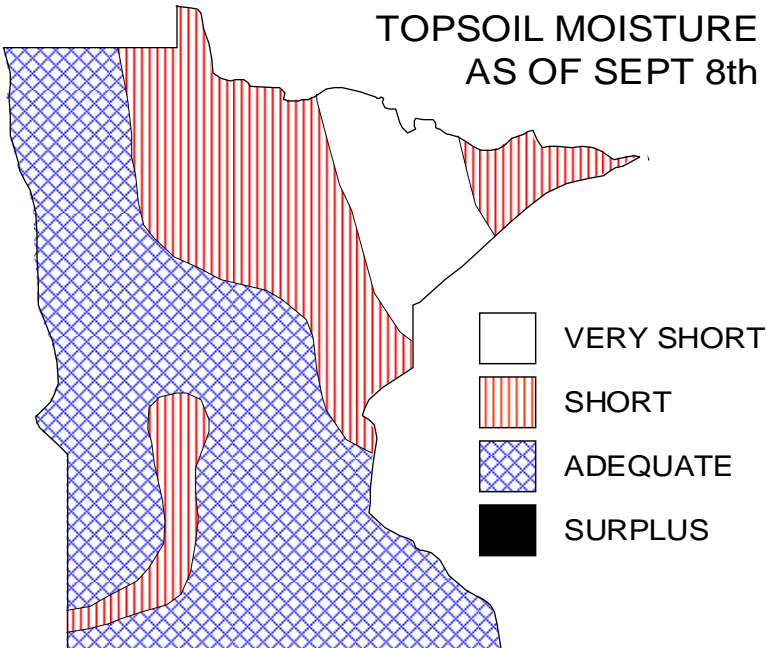 TOPSOIL MOISTURE
AS OF SEPT 8th
VERY SHORT
SHORT
ADEQUATE
SURPLUS